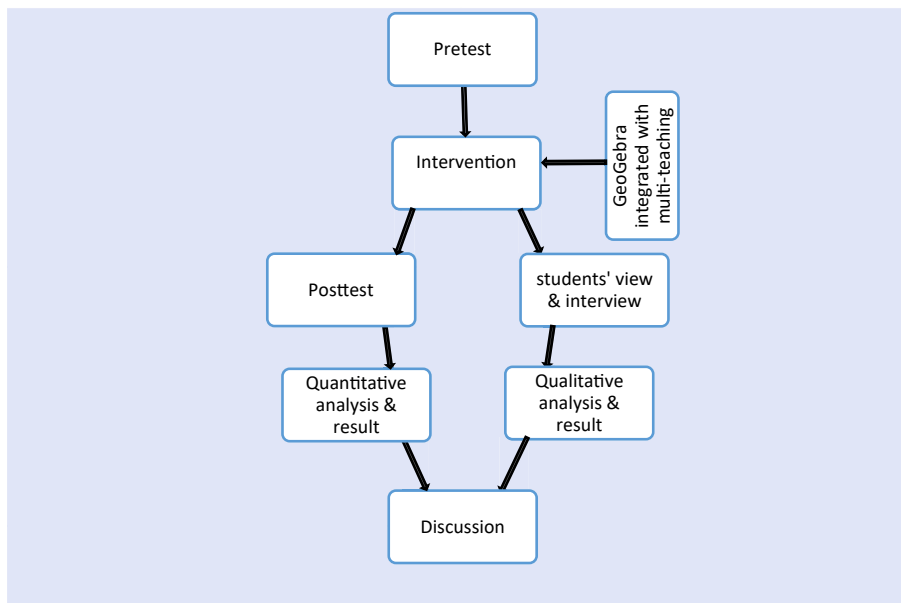 Pretest
Intervention
GeoGebra
integrated with
multi-teaching
Posttest
students' view
& interview
Quantitative
analysis &
result
Qualitative
analysis &
result
Discussion